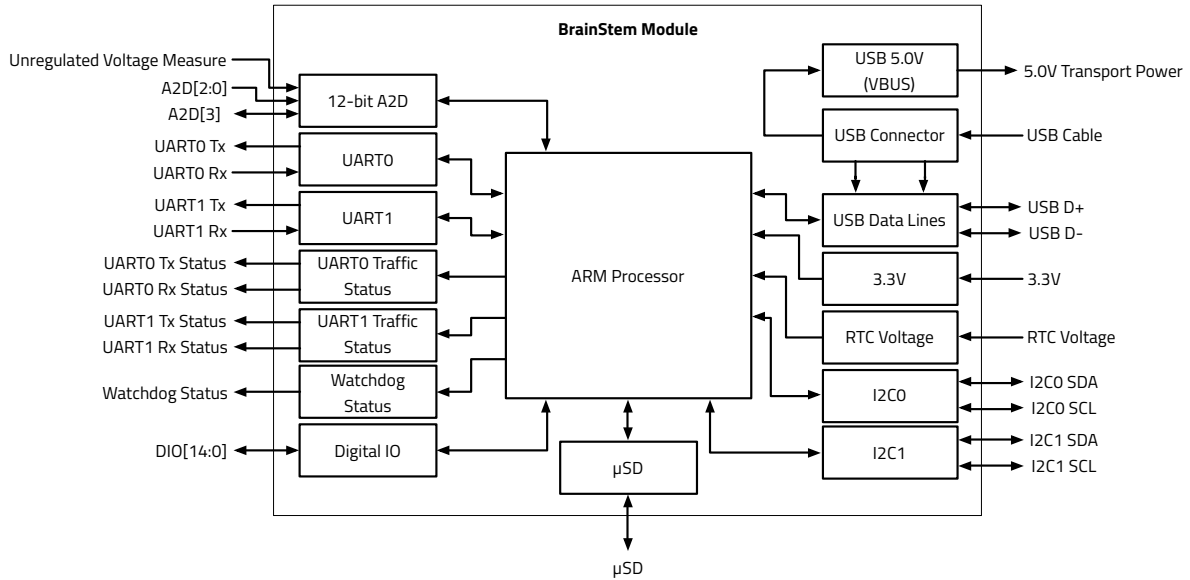 BrainStem Module
Unregulated Voltage Measure
A2D[2:0]
A2D[3]
12-bit A2D
UART0 Tx
UART0 Rx
UART0
UART1 Tx
UART1 Rx
UART1
UART0 Tx Status
UART0 Rx Status
UART0 Traffic
Status
UART1 Tx Status
UART1 Rx Status
UART1 Traffic
Status
Watchdog Status
Watchdog
Status
DIO[14:0]
Digital IO
ARM Processor
µSD
µSD
USB 5.0V
(VBUS)
5.0V Transport Power
USB Connector
USB Cable
USB Data Lines
USB D+
USB D-
3.3V
3.3V
RTC Voltage
RTC Voltage
I2C0
I2C0 SDA
I2C0 SCL
I2C1
I2C1 SDA
I2C1 SCL